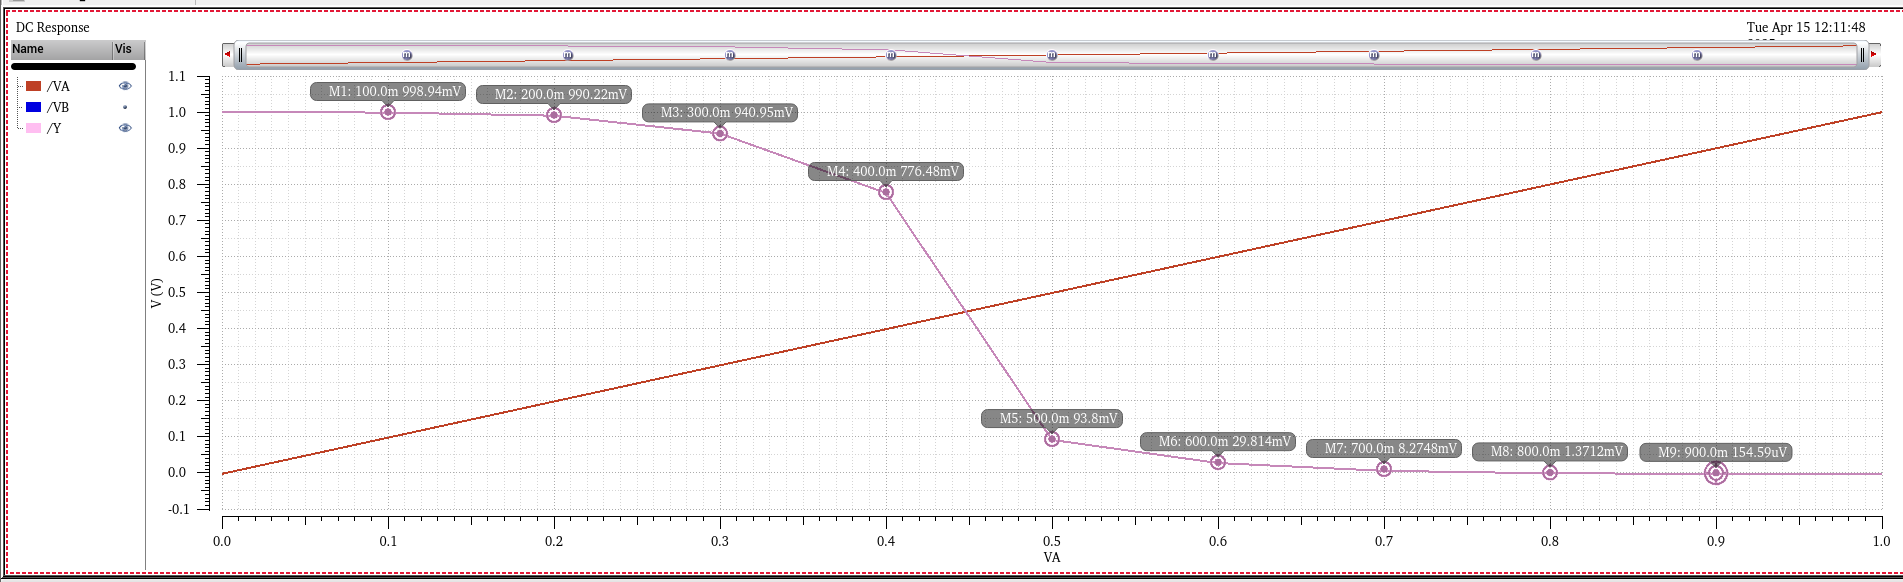 DC Response
Tue Apr 15 12:11:48
Name Vis
/VA
/VB
/Y
V (V)
1.1
1.0
0.9
0.8
0.7
0.6
0.5
0.4
0.3
0.2
0.1
0.0
-0.1
M1: 100.0m 998.94mV
M2: 200.0m 990.22mV
M3: 300.0m 940.95mV
M4: 400.0m 776.48mV
M5: 500.0m 93.8mV
M6: 600.0m 29.814mV
M7: 700.0m 8.2748mV
M8: 800.0m 1.3712mV
M9: 900.0m 154.59uV
0.0 0.1 0.2 0.3 0.4 0.5 0.6 0.7 0.8 0.9 1.0
VA